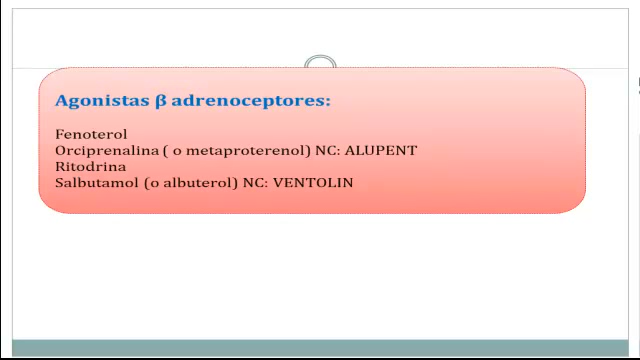 Agonistas β adrenoceptores:
Fenoterol
Orciprenalina ( o metaproterenol) NC: ALUPENT
Ritodrina
Salbutamol (o albuterol) NC: VENTOLIN